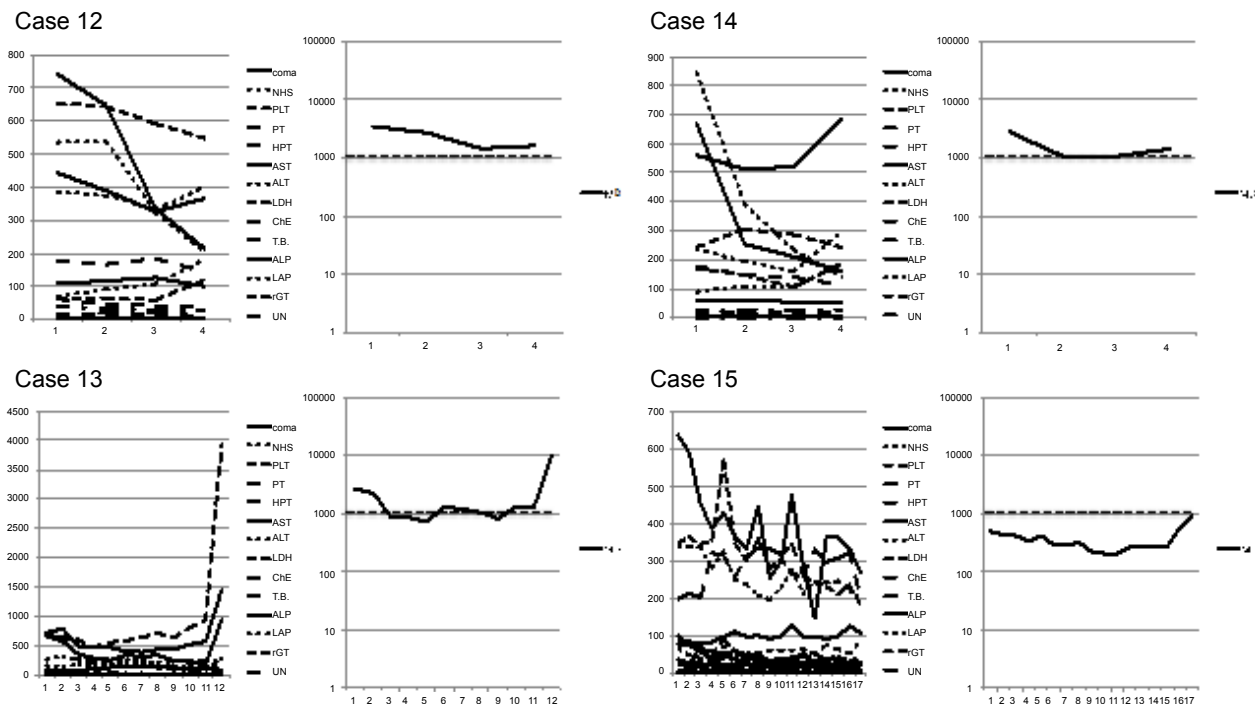 Case 12
800
700
600
500
400
300
200
100
0
1 2 3 4
coma
NHS
PLT
PT
HPT
AST
ALT
LDH
ChE
T.B.
ALP
LAP
rGT
UN
100000
10000
1000
100
10
1
1 2 3 4
Case 14
900
800
700
600
500
400
300
200
100
0
1 2 3 4
coma
NHS
PLT
PT
HPT
AST
ALT
LDH
ChE
T.B.
ALP
LAP
rGT
UN
100000
10000
1000
100
10
1
1 2 3 4
Case 13
4500
4000
3500
3000
2500
2000
1500
1000
500
0
1 2 3 4 5 6 7 8 9 10 11 12
coma
NHS
PLT
PT
HPT
AST
ALT
LDH
ChE
T.B.
ALP
LAP
rGT
UN
100000
10000
1000
100
10
1
1 2 3 4 5 6 7 8 9 10 11 12
Case 15
700
600
500
400
300
200
100
0
1 2 3 4 5 6 7 8 9 10 11 12 13 14 15 16 17
coma
NHS
PLT
PT
HPT
AST
ALT
LDH
ChE
T.B.
ALP
LAP
rGT
UN
100000
10000
1000
100
10
1
1 2 3 4 5 6 7 8 9 10 11 12 13 14 15 16 17